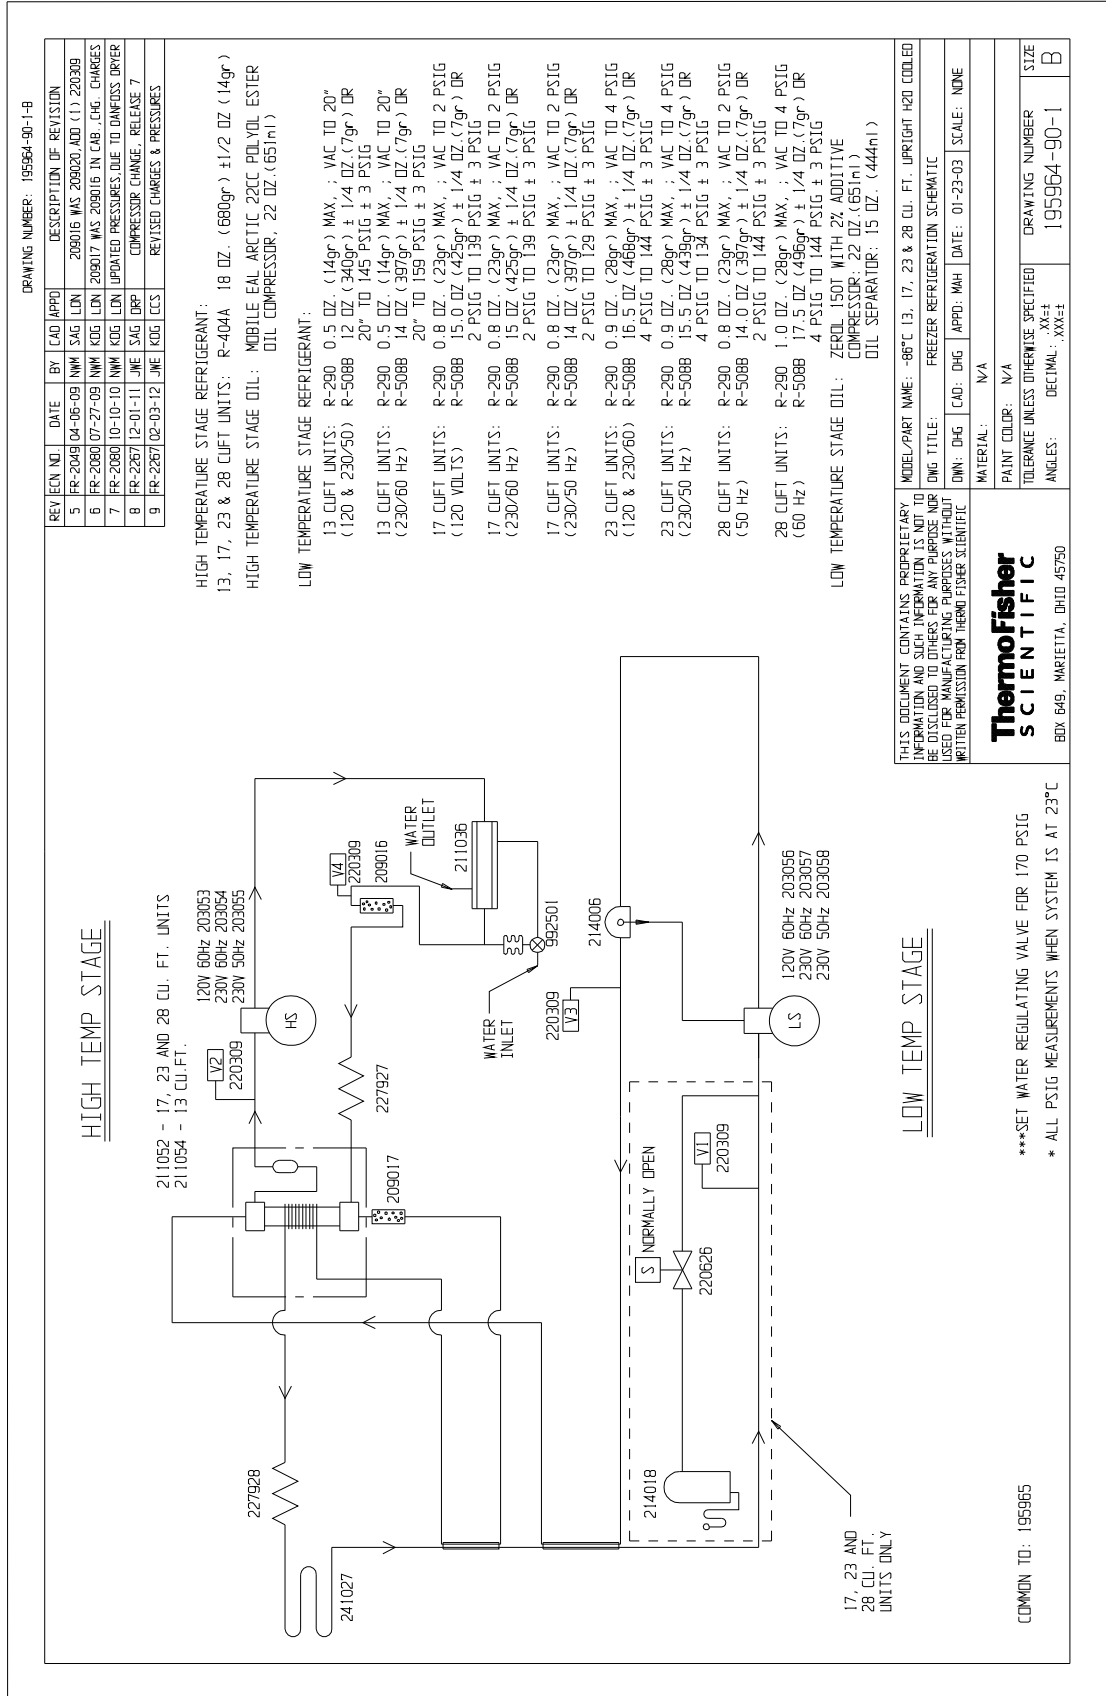 DRAWING NUMBER: 195964-90-1-B
REV ECN NO. DATE BY CAD APPD DESCRIPTION OF REVISION
5 FR-2049 04-06-09 NWM SAG LDN 209016 WAS 209020,ADD (1) 220309
6 FR-2080 07-27-09 NWM KDG LDN 209017 WAS 209016 IN CAB.,CHG. CHARGES
7 FR-2080 10-10-10 NWM KDG LDN UPDATED PRESSURES,DUE TO DANFOSS DRYER
8 FR-2267 12-01-11 JWE SAG DRP COMPRESSOR CHANGE, RELEASE 7
9 FR-2267 02-03-12 JWE KDG CCS REVISED CHARGES & PRESSURES
HIGH TEMP STAGE
211052 - 17, 23 AND 28 CU. FT. UNITS
211054 - 13 CU.FT.
120V 60Hz 203053
230V 60Hz 203054
230V 50Hz 203055
V2
220309
HS
V4
220309
209016
WATER
OUTLET
211036
992501
WATER
INLET
227927
209017
227928
241027
214006
220309
V3
S NORMALLY OPEN
220626
V1
220309
214018
LS
120V 60Hz 203056
230V 60Hz 203057
230V 50Hz 203058
17, 23 AND
28 CU. FT.
UNITS ONLY
LOW TEMP STAGE
***SET WATER REGULATING VALVE FOR 170 PSIG
* ALL PSIG MEASUREMENTS WHEN SYSTEM IS AT 23°C
COMMON TO: 195965
HIGH TEMPERATURE STAGE REFRIGERANT:
13, 17, 23 & 28 CUFT UNITS: R-404A 18 OZ. (680gr) ±1/2 OZ (14gr)
HIGH TEMPERATURE STAGE OIL: MOBILE EAL ARCTIC 22CC POLYOL ESTER
OIL COMPRESSOR, 22 OZ.(651ml)
LOW TEMPERATURE STAGE REFRIGERANT:
13 CUFT UNITS: R-290 0.5 OZ. (14gr) MAX, ; VAC TO 20"
(120 & 230/50) R-508B 12 OZ (340gr) ± 1/4 OZ.(7gr) OR
20" TO 145 PSIG ± 3 PSIG
13 CUFT UNITS: R-290 0.5 OZ. (14gr) MAX, ; VAC TO 20"
(230/60 Hz) R-508B 14 OZ (397gr) ± 1/4 OZ.(7gr) OR
20" TO 159 PSIG ± 3 PSIG
17 CUFT UNITS: R-290 0.8 OZ. (23gr) MAX, ; VAC TO 2 PSIG
(120 VOLTS) R-508B 15.0 OZ (425gr) ± 1/4 OZ.(7gr) OR
2 PSIG TO 139 PSIG ± 3 PSIG
17 CUFT UNITS: R-290 0.8 OZ. (23gr) MAX, ; VAC TO 2 PSIG
(230/60 Hz) R-508B 15 OZ (425gr) ± 1/4 OZ.(7gr) OR
2 PSIG TO 139 PSIG ± 3 PSIG
17 CUFT UNITS: R-290 0.8 OZ. (23gr) MAX, ; VAC TO 2 PSIG
(230/50 Hz) R-508B 14 OZ (397gr) ± 1/4 OZ.(7gr) OR
2 PSIG TO 129 PSIG ± 3 PSIG
23 CUFT UNITS: R-290 0.9 OZ. (28gr) MAX, ; VAC TO 4 PSIG
(120 & 230/60) R-508B 16.5 OZ (468gr) ± 1/4 OZ.(7gr) OR
4 PSIG TO 144 PSIG ± 3 PSIG
23 CUFT UNITS: R-290 0.9 OZ. (28gr) MAX, ; VAC TO 4 PSIG
(230/50 Hz) R-508B 15.5 OZ (439gr) ± 1/4 OZ.(7gr) OR
4 PSIG TO 134 PSIG ± 3 PSIG
28 CUFT UNITS: R-290 0.8 OZ. (23gr) MAX, ; VAC TO 2 PSIG
(50 Hz) R-508B 14.0 OZ (397gr) ± 1/4 OZ.(7gr) OR
2 PSIG TO 144 PSIG ± 3 PSIG
28 CUFT UNITS: R-290 1.0 OZ. (28gr) MAX, ; VAC TO 4 PSIG
(60 Hz) R-508B 17.5 OZ (496gr) ± 1/4 OZ.(7gr) OR
4 PSIG TO 144 PSIG ± 3 PSIG
LOW TEMPERATURE STAGE OIL: ZEROL 150T WITH 2% ADDITIVE
COMPRESSOR: 22 OZ.(651ml)
OIL SEPARATOR: 15 OZ. (444ml)
THIS DOCUMENT CONTAINS PROPRIETARY
INFORMATION AND SUCH INFORMATION IS NOT TO
BE DISCLOSED TO OTHERS FOR ANY PURPOSE NOR
USED FOR MANUFACTURING PURPOSES WITHOUT
WRITTEN PERMISSION FROM THERMO FISHER SCIENTIFIC
ThermoFisher
SCIENTIFIC
BOX 649, MARIETTA, OHIO 45750
MODEL/PART NAME: -86°C 13, 17, 23 & 28 CU. FT. UPRIGHT H2O COOLED
DWG TITLE: FREEZER REFRIGERATION SCHEMATIC
DWN: DHG CAD: DHG APPD: MAH DATE: 01-23-03 SCALE: NONE
MATERIAL: N/A
PAINT COLOR: N/A
TOLERANCE UNLESS OTHERWISE SPECIFIED
ANGLES: DECIMAL: .XX=±
.XXX=±
DRAWING NUMBER
195964-90-1
SIZE
B